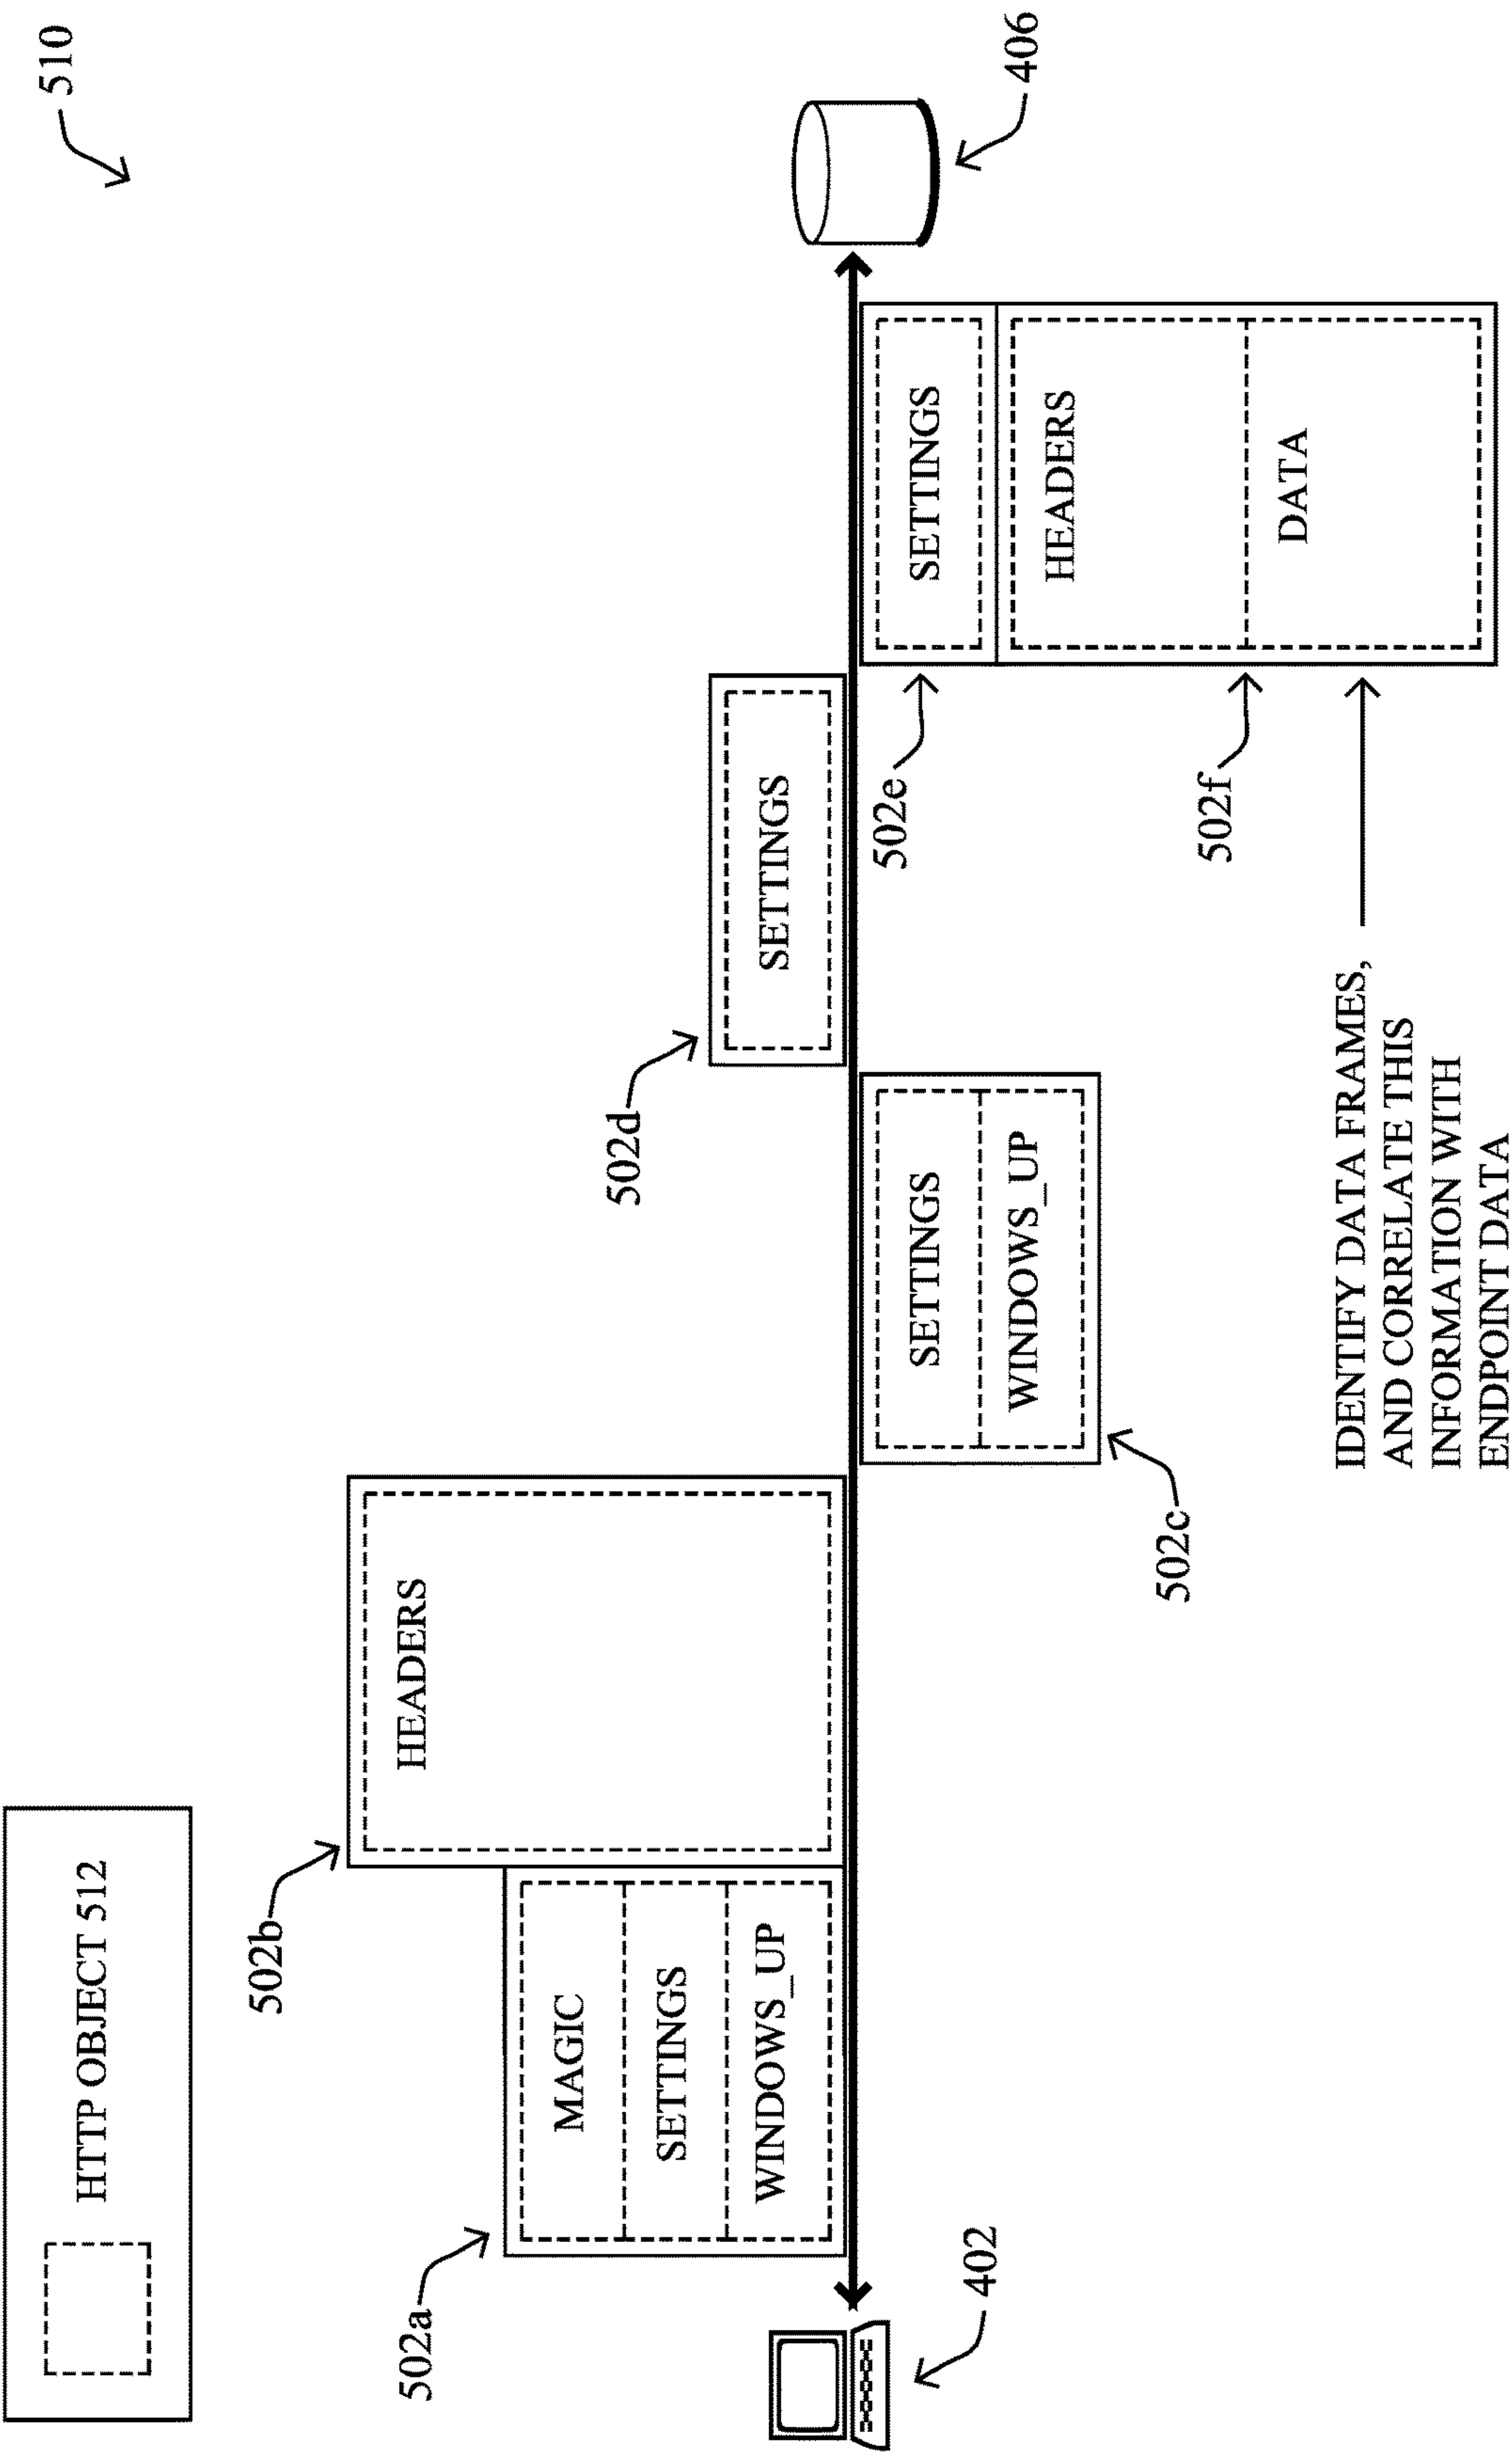 510
HTTP OBJECT 512
502a
MAGIC
SETTINGS
WINDOWS_UP
502b
HEADERS
502c
SETTINGS
WINDOWS_UP
502d
SETTINGS
502e
SETTINGS
502f
HEADERS
DATA
402
406
IDENTIFY DATA FRAMES,
AND CORRELATE THIS
INFORMATION WITH
ENDPOINT DATA